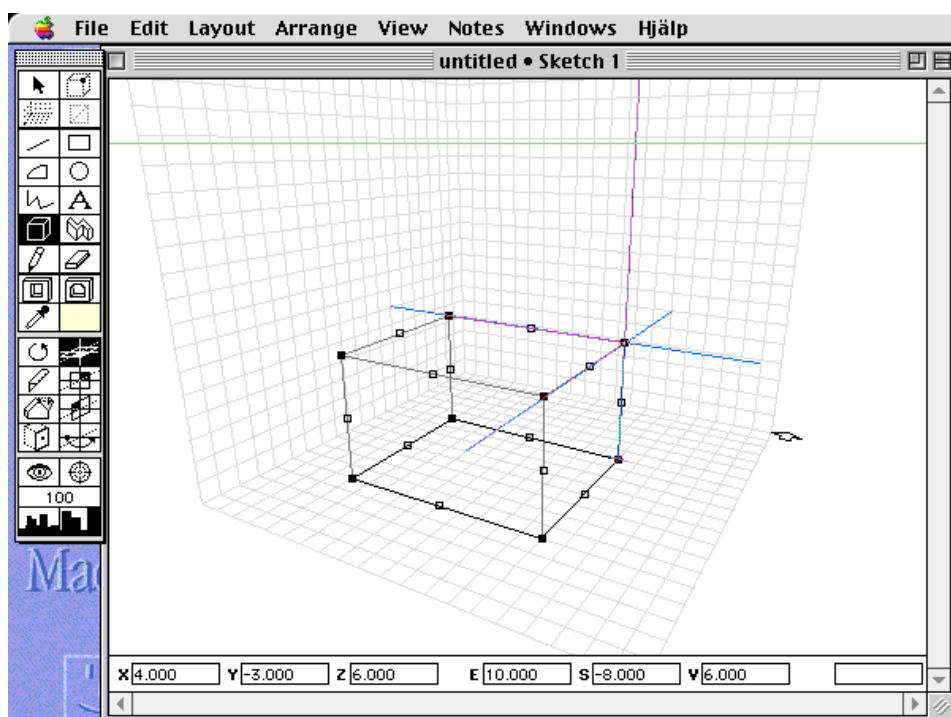 File Edit Layout Arrange View Notes Windows Hjälp
untitled • Sketch 1
A
100
X 4.000 Y -3.000 Z 6.000 E 10.000 S -8.000 V 6.000